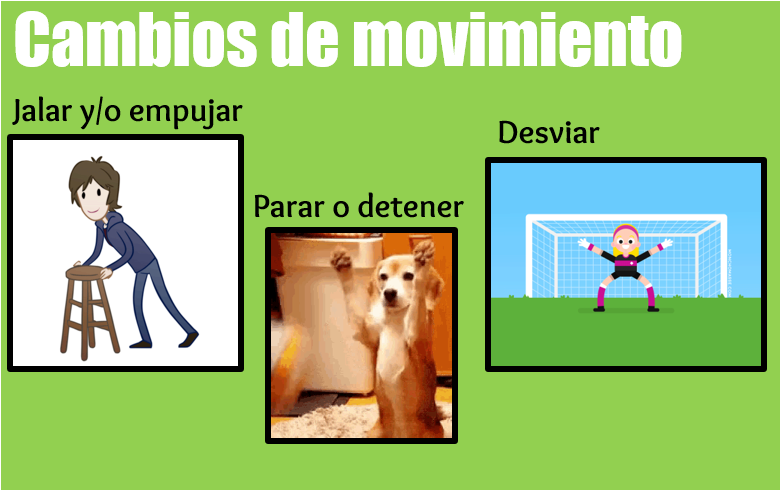 Cambios de movimiento
Jalar y/o empujar
Parar o detener
Desviar